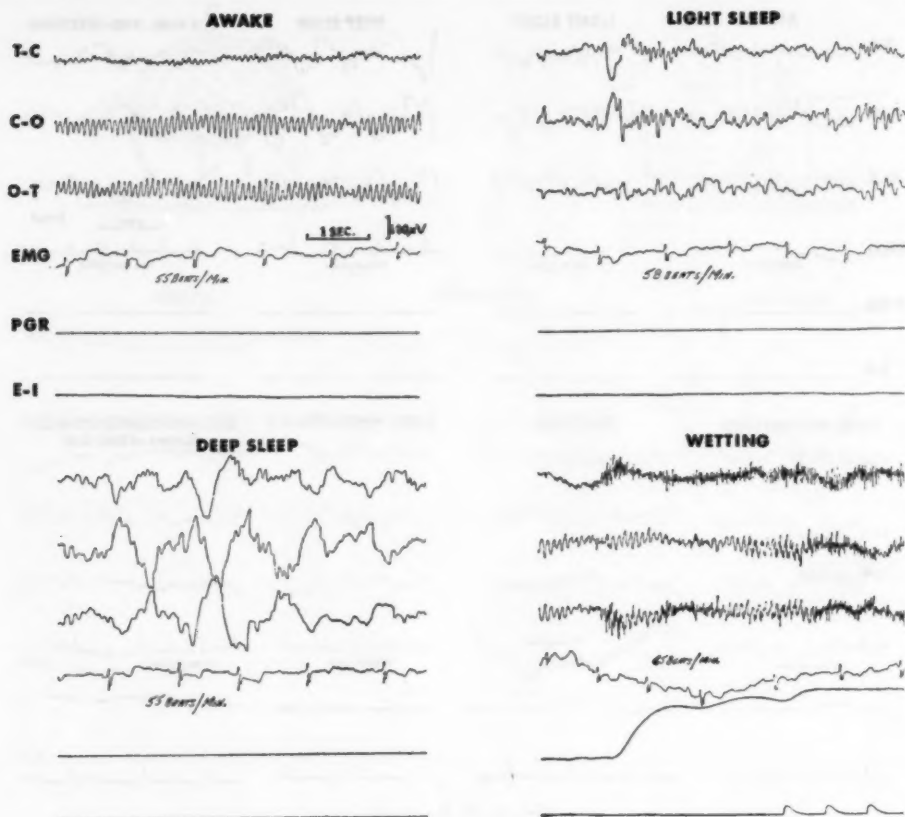 AWAKE
LIGHT SLEEP
T-C
C-O
O-T
1 SEC.
100μV
EMG
55 BEATS/MIN.
58 BEATS/MIN.
PGR
E-I
DEEP SLEEP
WETTING
65 BEATS/MIN.
55 BEATS/MIN.